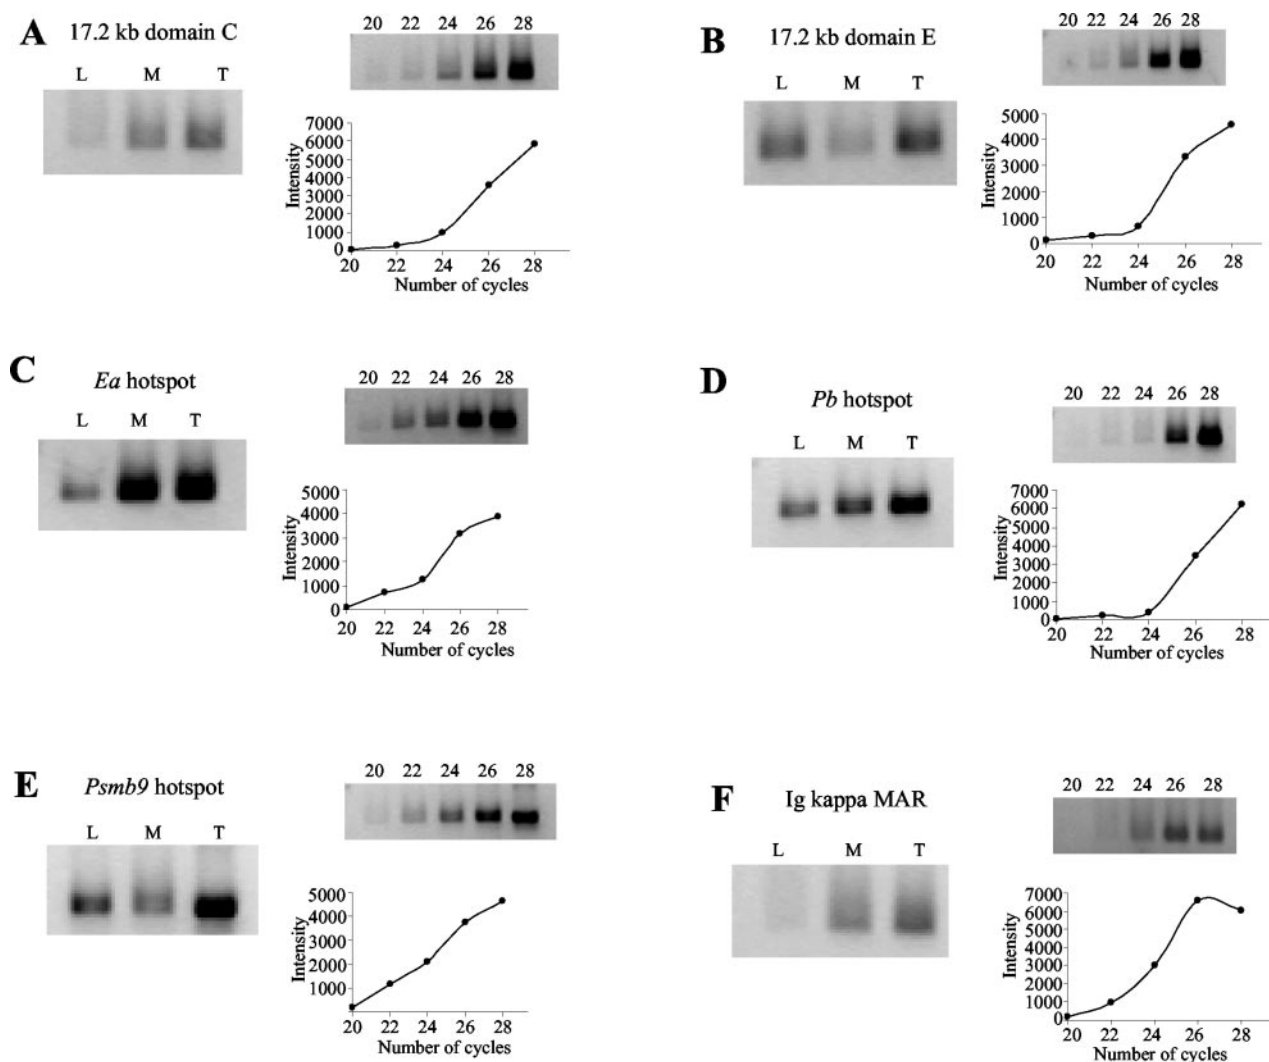 A
17.2 kb domain C
L M T
20 22 24 26 28
7000
6000
5000
4000
3000
2000
1000
0
Intensity
20 22 24 26 28
Number of cycles
B
17.2 kb domain E
L M T
20 22 24 26 28
5000
4000
3000
2000
1000
0
Intensity
20 22 24 26 28
Number of cycles
C
Ea hotspot
L M T
20 22 24 26 28
5000
4000
3000
2000
1000
0
Intensity
20 22 24 26 28
Number of cycles
D
Pb hotspot
L M T
20 22 24 26 28
7000
6000
5000
4000
3000
2000
1000
0
Intensity
20 22 24 26 28
Number of cycles
E
Psmb9 hotspot
L M T
20 22 24 26 28
5000
4000
3000
2000
1000
Intensity
20 22 24 26 28
Number of cycles
F
Ig kappa MAR
L M T
20 22 24 26 28
7000
6000
5000
4000
3000
2000
1000
0
Intensity
20 22 24 26 28
Number of cycles